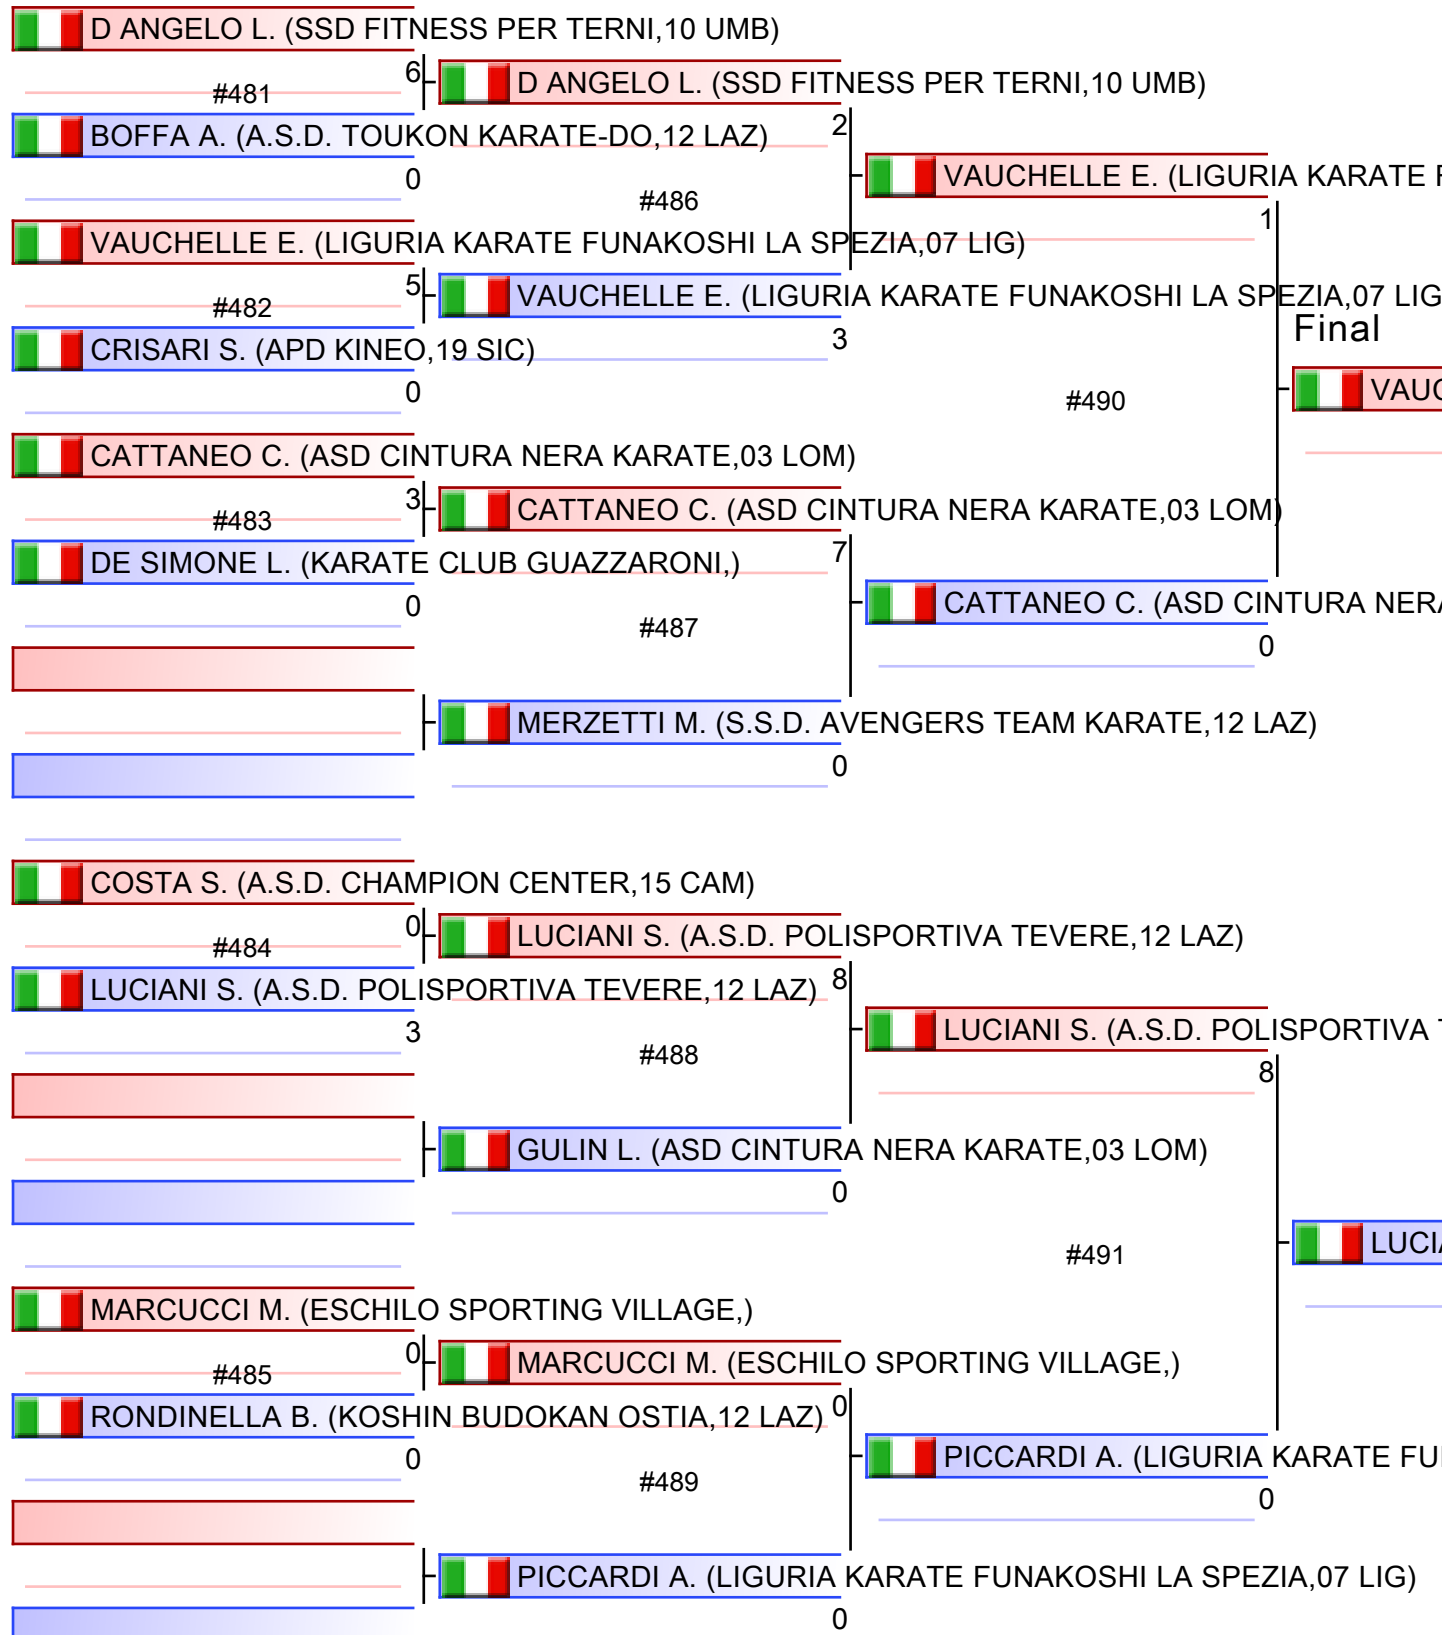 D ANGELO L. (SSD FITNESS PER TERNI,10 UMB)
6
#481
BOFFA A. (A.S.D. TOUKON KARATE-DO,12 LAZ)
0
VAUCHELLE E. (LIGURIA KARATE FUNAKOSHI LA SPEZIA,07 LIG)
5
#482
CRISARI S. (APD KINEO,19 SIC)
0
CATTANEO C. (ASD CINTURA NERA KARATE,03 LOM)
3
#483
DE SIMONE L. (KARATE CLUB GUAZZARONI,)
0
COSTA S. (A.S.D. CHAMPION CENTER,15 CAM)
0
#484
LUCIANI S. (A.S.D. POLISPORTIVA TEVERE,12 LAZ)
3
MARCUCCI M. (ESCHILO SPORTING VILLAGE,)
0
#485
RONDINELLA B. (KOSHIN BUDOKAN OSTIA,12 LAZ)
0
D ANGELO L. (SSD FITNESS PER TERNI,10 UMB)
2
#486
VAUCHELLE E. (LIGURIA KARATE FUNAKOSHI LA SPEZIA,07 LIG
3
CATTANEO C. (ASD CINTURA NERA KARATE,03 LOM)
7
#487
MERZETTI M. (S.S.D. AVENGERS TEAM KARATE,12 LAZ)
0
LUCIANI S. (A.S.D. POLISPORTIVA TEVERE,12 LAZ)
8
#488
GULIN L. (ASD CINTURA NERA KARATE,03 LOM)
0
MARCUCCI M. (ESCHILO SPORTING VILLAGE,)
0
#489
PICCARDI A. (LIGURIA KARATE FUNAKOSHI LA SPEZIA,07 LIG)
0
VAUCHELLE E. (LIGURIA KARATE F
1
#490
CATTANEO C. (ASD CINTURA NERA
0
LUCIANI S. (A.S.D. POLISPORTIVA T
8
#491
PICCARDI A. (LIGURIA KARATE FU
0
Final
VAUC
LUCIA